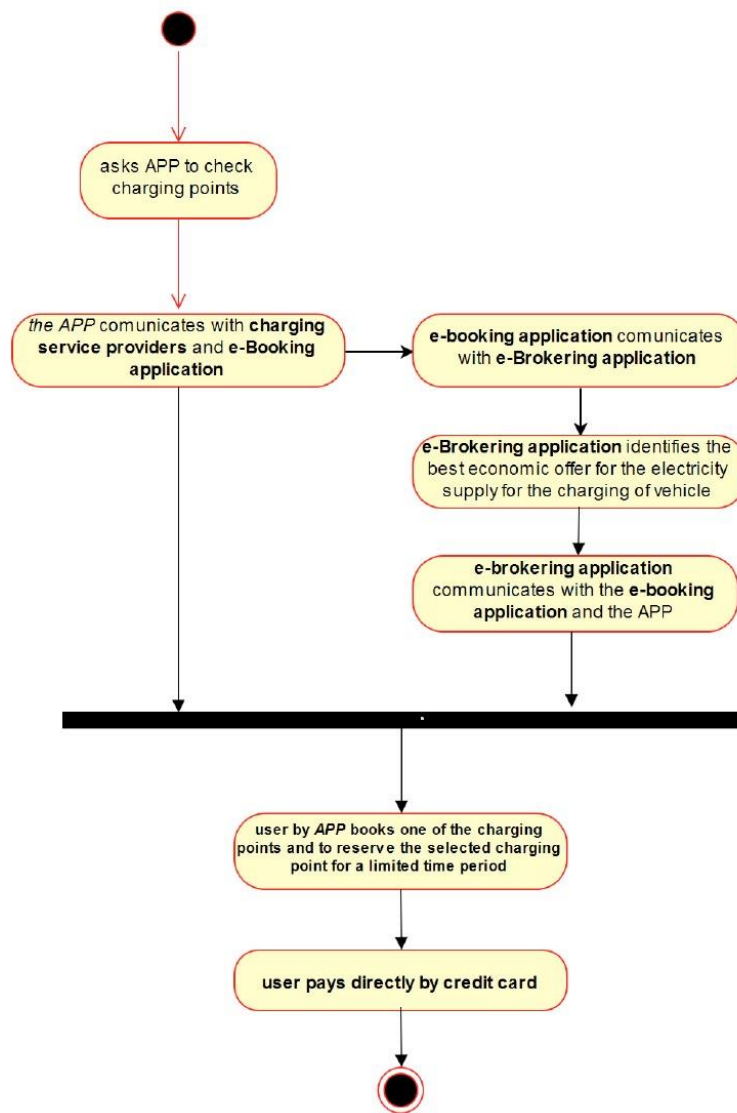 asks APP to check
charging points
the APP comunicates with charging
service providers and e-Booking
application
e-booking application comunicates
with e-Brokering application
e-Brokering application identifies the
best economic offer for the electricity
supply for the charging of vehicle
e-brokering application
communicates with the e-booking
application and the APP
user by APP books one of the charging
points and to reserve the selected charging
point for a limited time period
user pays directly by credit card